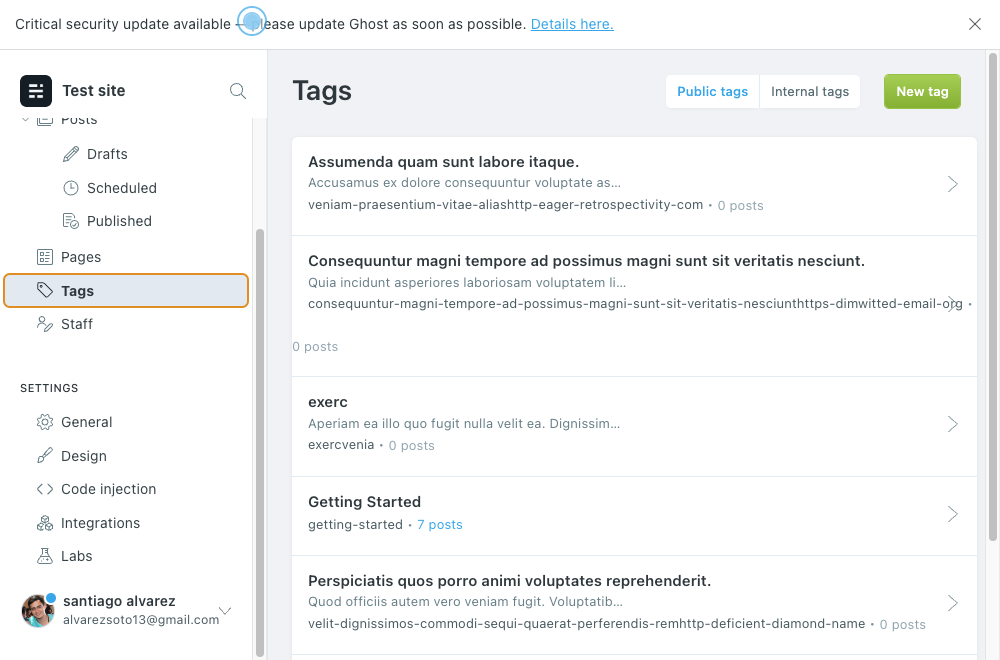 Critical security update available — please update Ghost as soon as possible. Details here.
Test site
Posts
Drafts
Scheduled
Published
Pages
Tags
Staff
SETTINGS
General
Design
Code injection
Integrations
Labs
santiago alvarez
alvarezsoto13@gmail.com
Tags
Public tags
Internal tags
New tag
Assumenda quam sunt labore itaque.
Accusamus ex dolore consequuntur voluptate as...
veniam-praesentium-vitae-aliashttp-eager-retrospectivity-com • 0 posts
Consequuntur magni tempore ad possimus magni sunt sit veritatis nesciunt.
Quia incidunt asperiores laboriosam voluptatem li...
consequuntur-magni-tempore-ad-possimus-magni-sunt-sit-veritatis-nesciunthttps-dimwitted-email-org •
0 posts
exerc
Aperiam ea illo quo fugit nulla velit ea. Dignissim...
exercvenia • 0 posts
Getting Started
getting-started • 7 posts
Perspiciatis quos porro animi voluptates reprehenderit.
Quod officiis autem vero veniam fugit. Voluptatib...
velit-dignissimos-commodi-sequi-quaerat-perferendis-remhttp-deficient-diamond-name • 0 posts